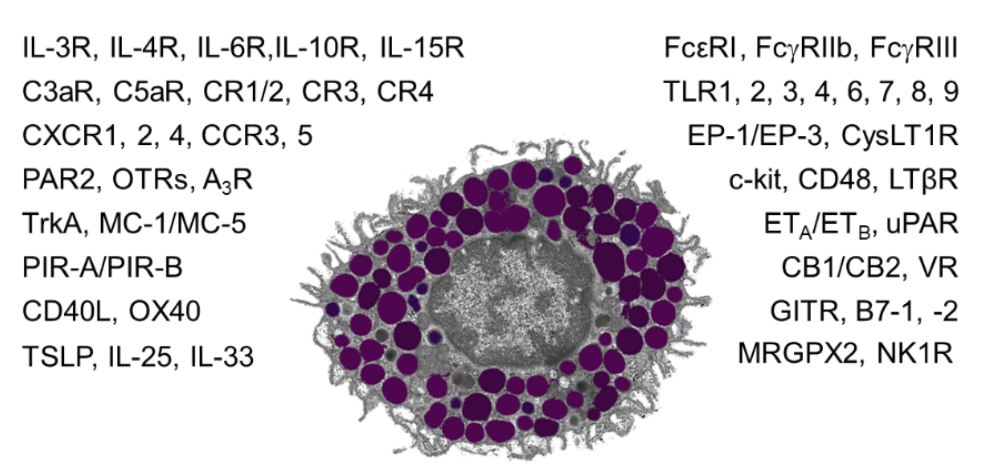 IL-3R, IL-4R, IL-6R,IL-10R, IL-15R
C3aR, C5aR, CR1/2, CR3, CR4
CXCR1, 2, 4, CCR3, 5
PAR2, OTRs, A₃R
TrkA, MC-1/MC-5
PIR-A/PIR-B
CD40L, OX40
TSLP, IL-25, IL-33
FcεRI, FcγRIIb, FcγRIII
TLR1, 2, 3, 4, 6, 7, 8, 9
EP-1/EP-3, CysLT1R
c-kit, CD48, LTβR
ET_A/ET_B, uPAR
CB1/CB2, VR
GITR, B7-1, -2
MRGPX2, NK1R